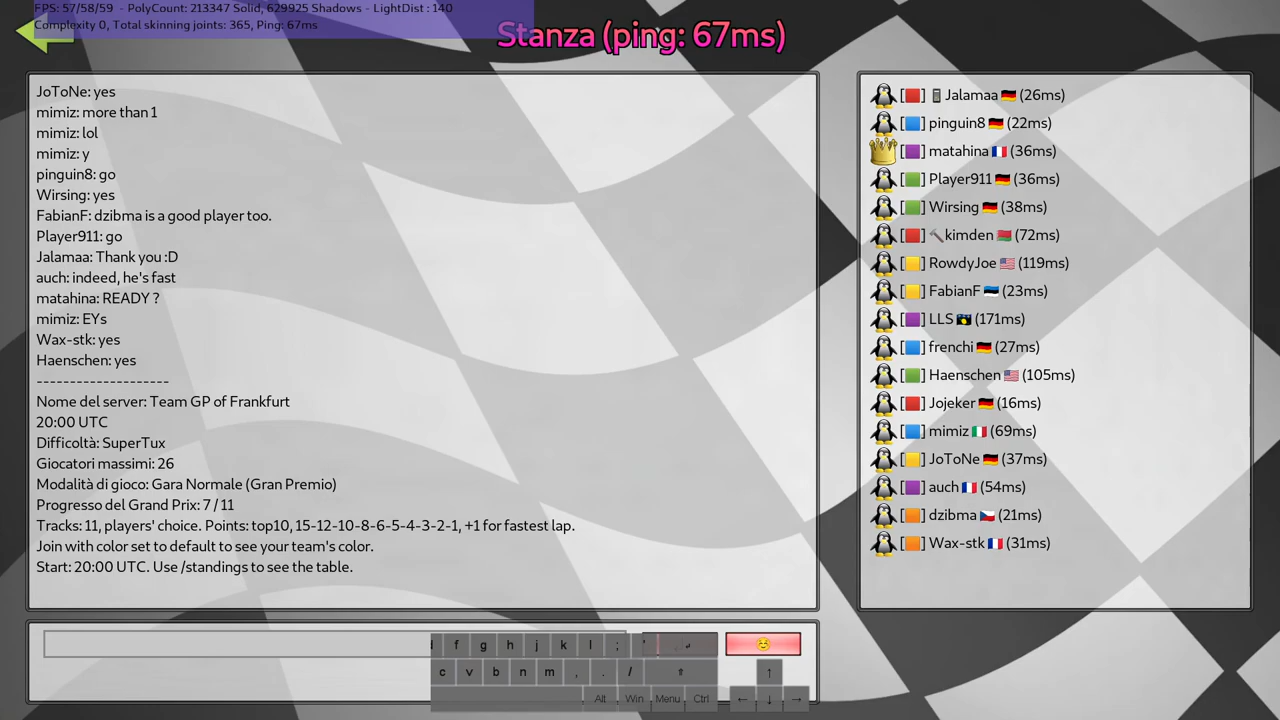 FPS: 57/58/59 - PolyCount: 213347 Solid, 629925 Shadows - LightDist : 140
Complexity 0, Total skinning joints: 365, Ping: 67ms
Stanza (ping: 67ms)
JoToNe: yes
mimiz: more than 1
mimiz: lol
mimiz: y
pinguin8: go
Wirsing: yes
FabianF: dzibma is a good player too.
Player911: go
Jalamaa: Thank you :D
auch: indeed, he's fast
matahina: READY ?
mimiz: EYs
Wax-stk: yes
Haenschen: yes
--------------------
Nome del server: Team GP of Frankfurt
20:00 UTC
Difficoltà: SuperTux
Giocatori massimi: 26
Modalità di gioco: Gara Normale (Gran Premio)
Progresso del Grand Prix: 7 / 11
Tracks: 11, players' choice. Points: top10, 15-12-10-8-6-5-4-3-2-1, +1 for fastest lap.
Join with color set to default to see your team's color.
Start: 20:00 UTC. Use /standings to see the table.
[🟥] 📱Jalamaa 🇩🇪 (26ms)
[🟦] pinguin8 🇩🇪 (22ms)
[🟪] matahina 🇫🇷 (36ms)
[🟩] Player911 🇩🇪 (36ms)
[🟩] Wirsing 🇩🇪 (38ms)
[🟥] 🔨kimden 🇧🇾 (72ms)
[🟨] RowdyJoe 🇺🇸 (119ms)
[🟨] FabianF 🇪🇪 (23ms)
[🟪] LLS 🇬🇵 (171ms)
[🟦] frenchi 🇩🇪 (27ms)
[🟩] Haenschen 🇺🇸 (105ms)
[🟥] Jojeker 🇩🇪 (16ms)
[🟦] mimiz 🇮🇹 (69ms)
[🟨] JoToNe 🇩🇪 (37ms)
[🟪] auch 🇫🇷 (54ms)
[🟧] dzibma 🇨🇿 (21ms)
[🟧] Wax-stk 🇫🇷 (31ms)
f g h j k l ; '
c v b n m , . / ⇧ ↑
Alt Win Menu Ctrl ← ↓ →